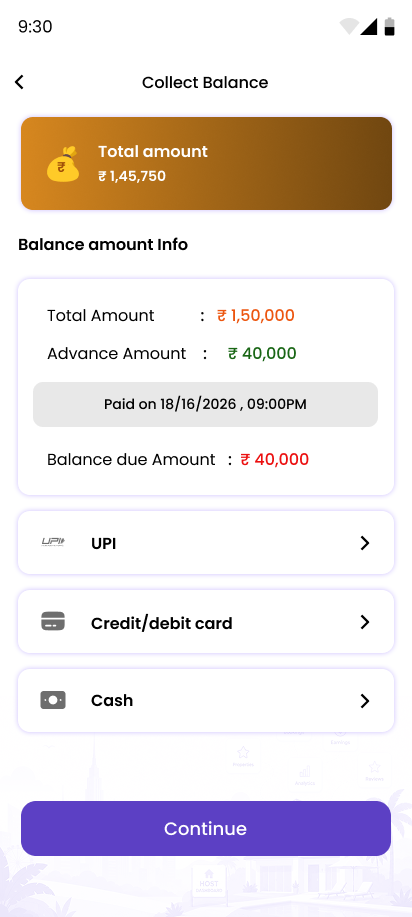 9:30
Collect Balance
Total amount
₹ 1,45,750
Balance amount Info
Total Amount : ₹ 1,50,000
Advance Amount : ₹ 40,000
Paid on 18/16/2026 , 09:00PM
Balance due Amount : ₹ 40,000
UPI UPI
Credit/debit card
Cash
Continue
HOST